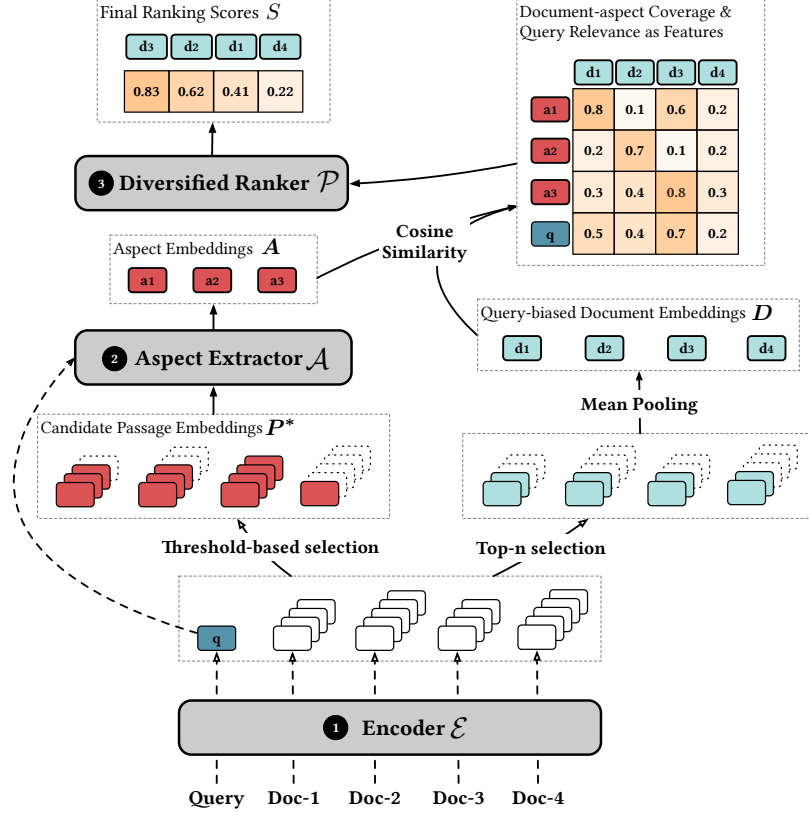 Final Ranking Scores S
d3 d2 d1 d4
0.83 0.62 0.41 0.22
Document-aspect Coverage &
Query Relevance as Features
d1 d2 d3 d4
a1 0.8 0.1 0.6 0.2
a2 0.2 0.7 0.1 0.2
a3 0.3 0.4 0.8 0.3
q 0.5 0.4 0.7 0.2
3 Diversified Ranker P
Cosine
Similarity
Aspect Embeddings A
a1 a2 a3
Query-biased Document Embeddings D
d1 d2 d3 d4
2 Aspect Extractor A
Mean Pooling
Candidate Passage Embeddings P*
Threshold-based selection
Top-n selection
q
1 Encoder E
Query Doc-1 Doc-2 Doc-3 Doc-4